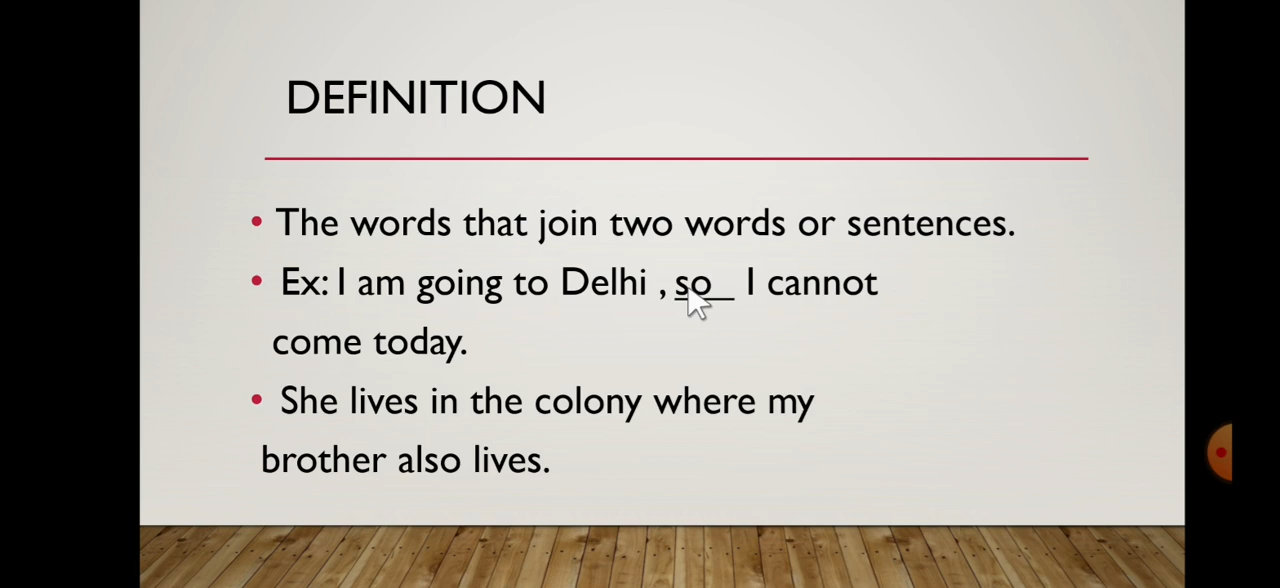 DEFINITION
• The words that join two words or sentences.
• Ex: I am going to Delhi , so__ I cannot
come today.
• She lives in the colony where my
brother also lives.